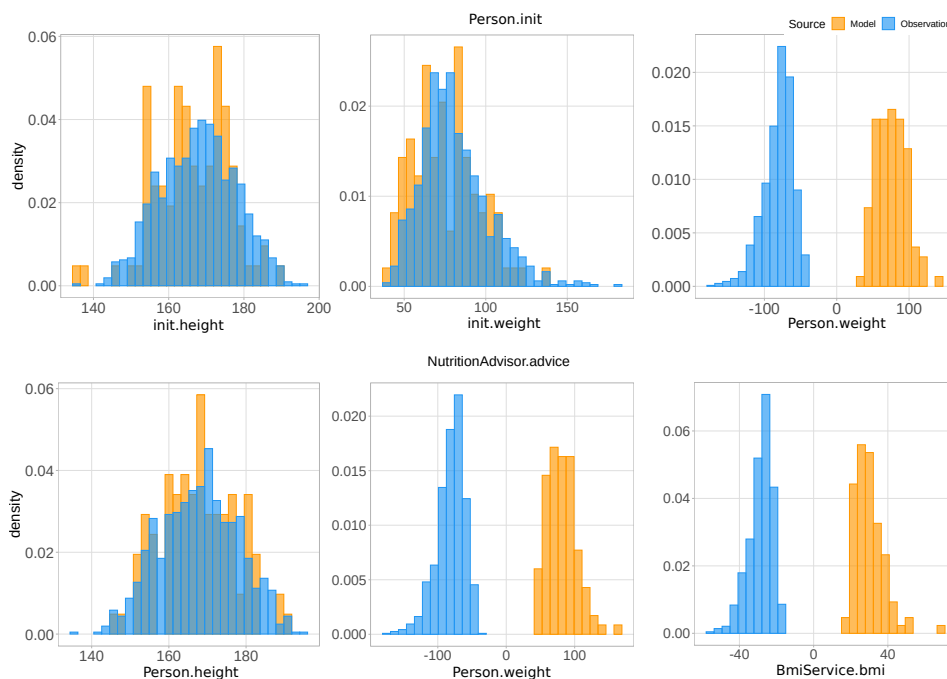 Person.init
Source Model Observation
density
0.06
0.04
0.02
0.00
140 160 180 200
init.height
0.02
0.01
0.00
50 100 150
init.weight
0.020
0.015
0.010
0.005
0.000
-100 0 100
Person.weight
NutritionAdvisor.advice
density
0.06
0.04
0.02
0.00
140 160 180
Person.height
0.020
0.015
0.010
0.005
0.000
-100 0 100
Person.weight
0.06
0.04
0.02
0.00
-40 0 40
BmiService.bmi